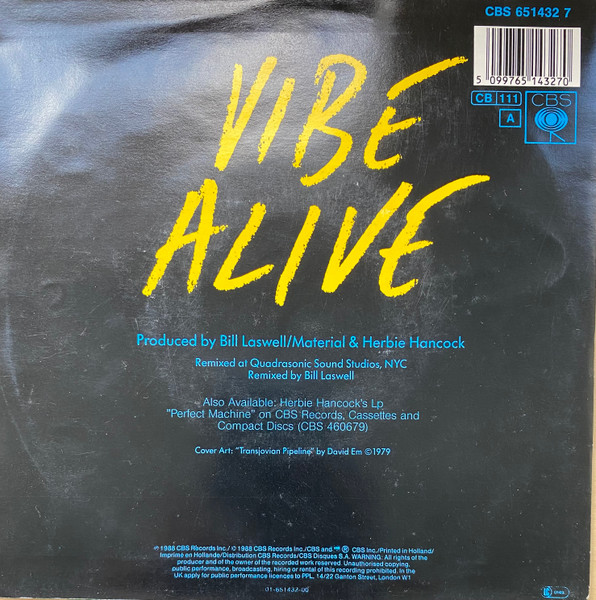 CBS 651432 7
5 099765 143270
CB 111
A
CBS
VIBE
ALIVE
Produced by Bill Laswell/Material & Herbie Hancock
Remixed at Quadrasonic Sound Studios, NYC
Remixed by Bill Laswell
Also Available: Herbie Hancock's Lp
"Perfect Machine" on CBS Records, Cassettes and
Compact Discs (CBS 460679)
Cover Art: "Transjovian Pipeline" by David Em ©1979
℗ 1988 CBS Records Inc./ © 1988 CBS Records Inc./CBS and ® CBS Inc./Printed in Holland/
Imprimé en Hollande/Distribution CBS Records/CBS Disques S.A. WARNING: All rights of the
producer and of the owner of the recorded work reserved. Unauthorised copying,
public performance, broadcasting, hiring or rental of this recording prohibited. In the
UK apply for public performance licences to PPL, 14/22 Ganton Street, London W1
01-651432-00